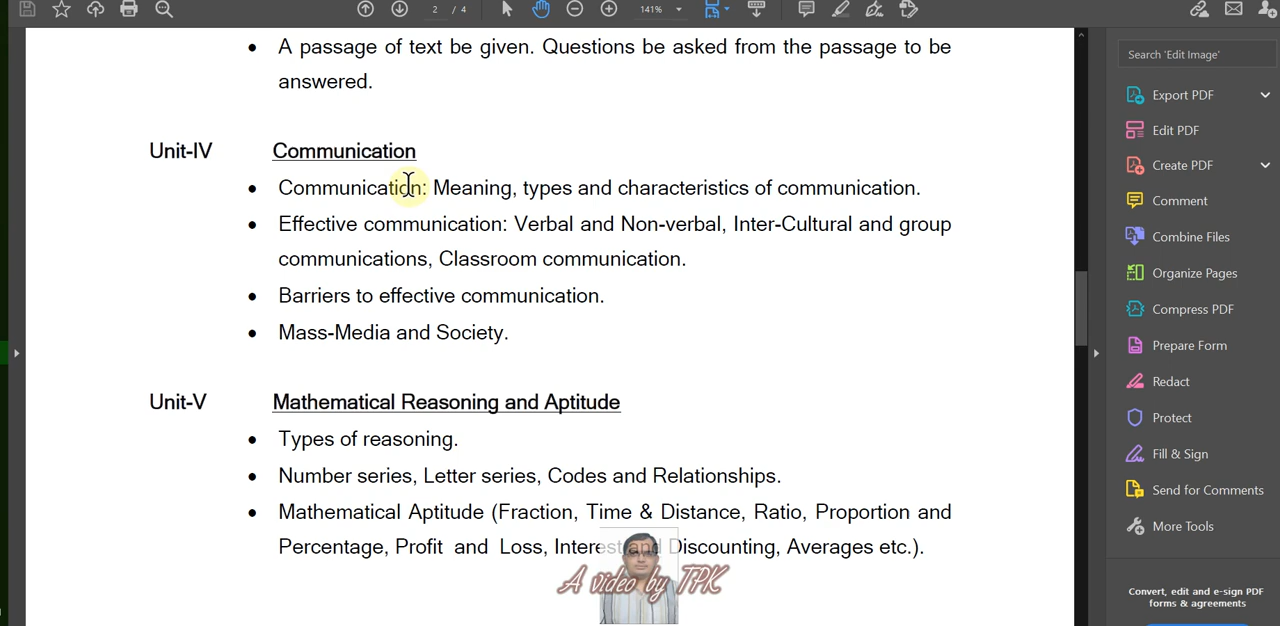 2 / 4
141%
• A passage of text be given. Questions be asked from the passage to be
answered.
Search 'Edit Image'
Export PDF
Edit PDF
Create PDF
Comment
Combine Files
Organize Pages
Compress PDF
Prepare Form
Redact
Protect
Fill & Sign
Send for Comments
More Tools
Convert, edit and e-sign PDF
forms & agreements
Unit-IV Communication
• Communication: Meaning, types and characteristics of communication.
• Effective communication: Verbal and Non-verbal, Inter-Cultural and group
communications, Classroom communication.
• Barriers to effective communication.
• Mass-Media and Society.
Unit-V Mathematical Reasoning and Aptitude
• Types of reasoning.
• Number series, Letter series, Codes and Relationships.
• Mathematical Aptitude (Fraction, Time & Distance, Ratio, Proportion and
Percentage, Profit and Loss, Interest and Discounting, Averages etc.).
A video by TPK